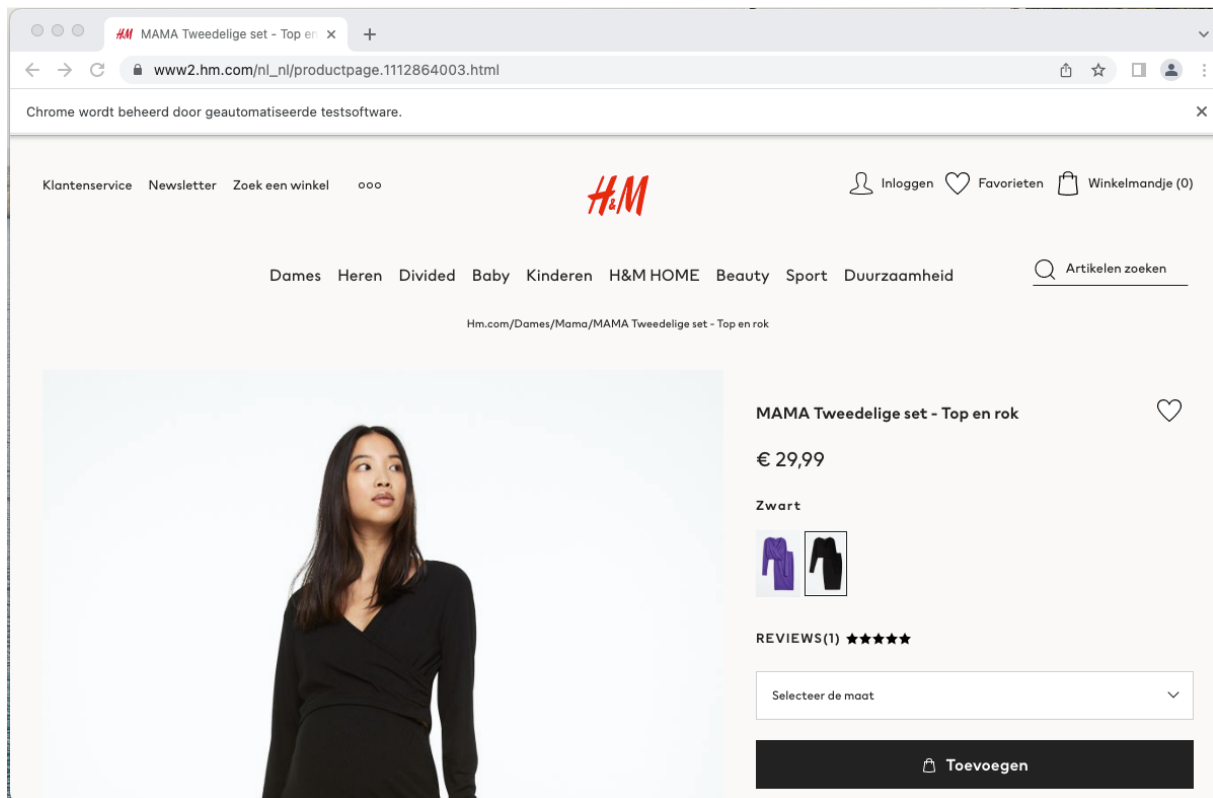 H&M MAMA Tweedelige set - Top en
www2.hm.com/nl_nl/productpage.1112864003.html
Chrome wordt beheerd door geautomatiseerde testsoftware.
Klantenservice Newsletter Zoek een winkel
H&M
Inloggen Favorieten Winkelmandje (0)
Dames Heren Divided Baby Kinderen H&M HOME Beauty Sport Duurzaamheid
Artikelen zoeken
Hm.com/Dames/Mama/MAMA Tweedelige set - Top en rok
MAMA Tweedelige set - Top en rok
€ 29,99
Zwart
REVIEWS(1) ★★★★★
Selecteer de maat
Toevoegen